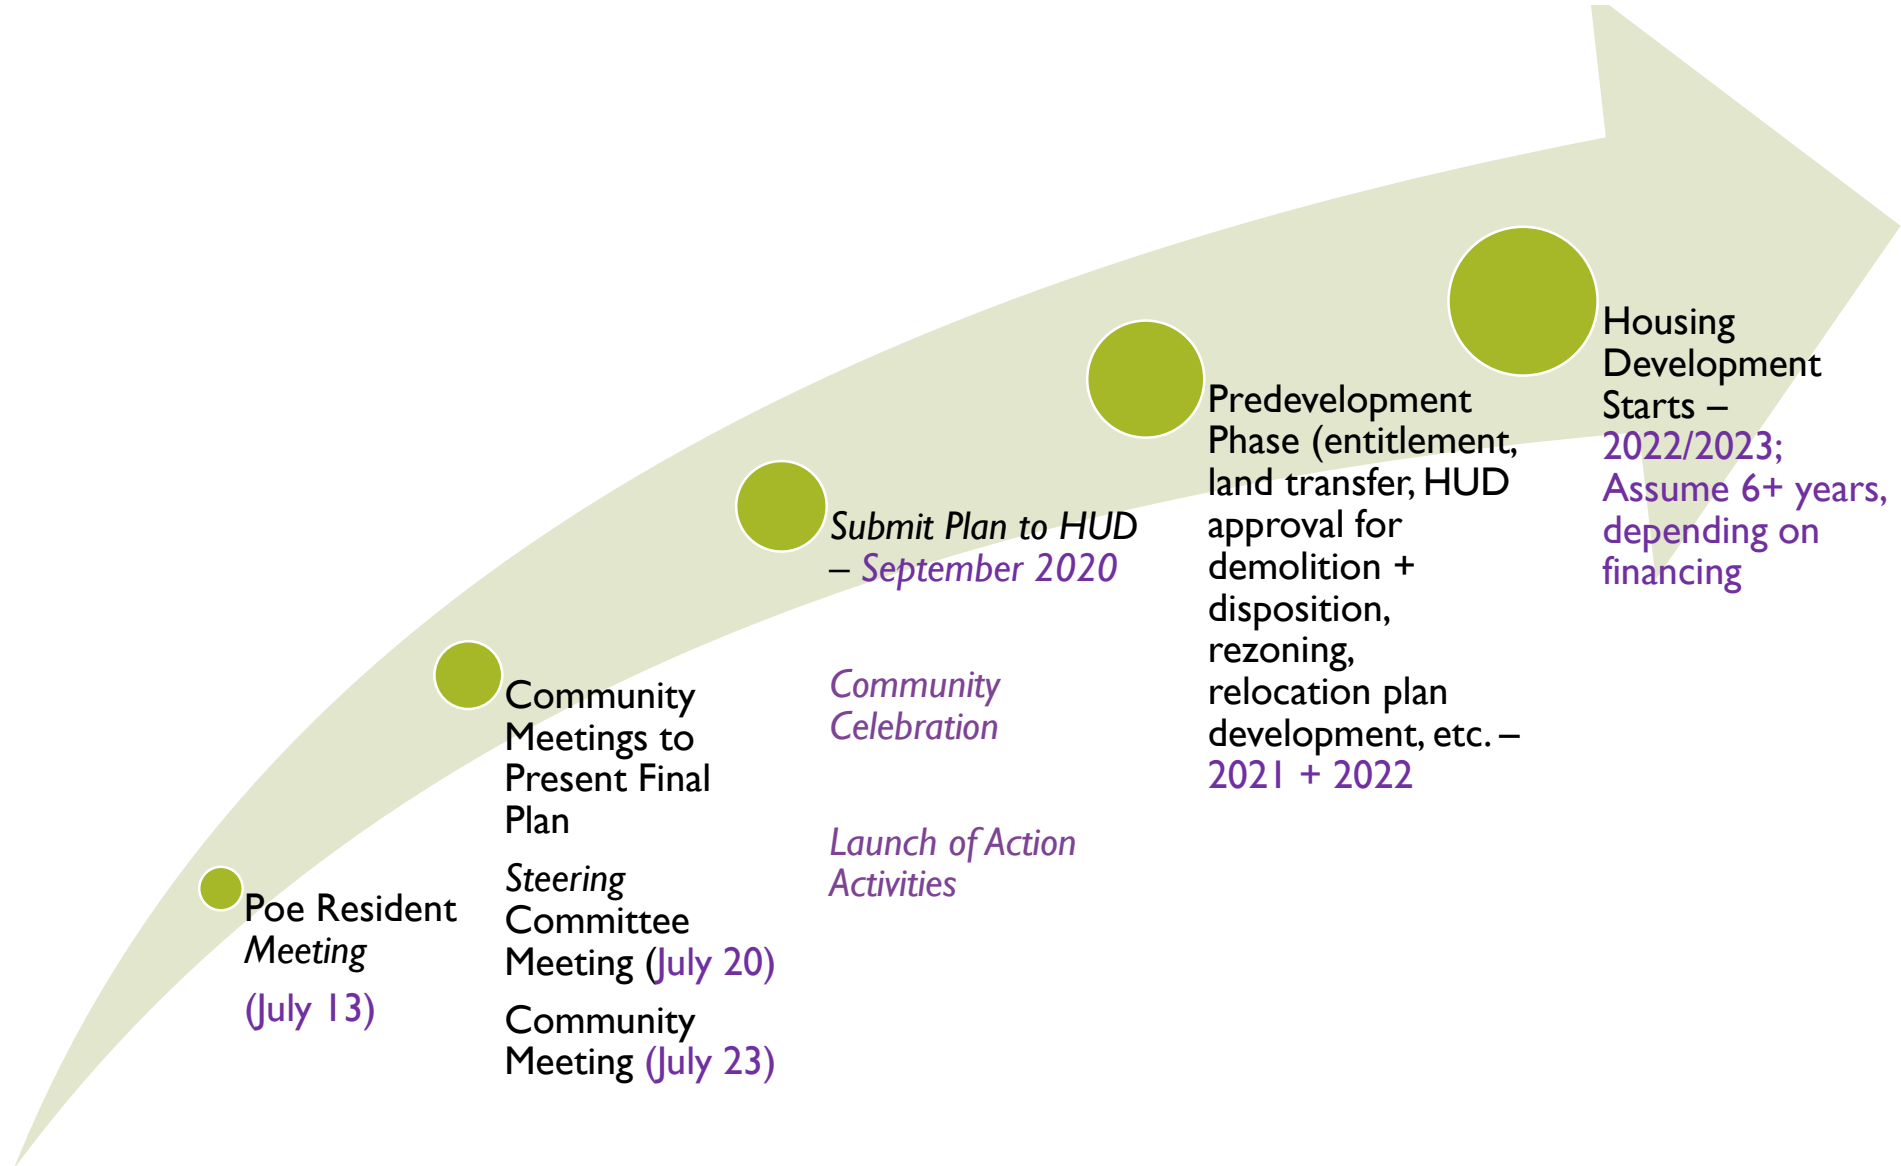 Poe Resident
Meeting
(July 13)
Community
Meetings to
Present Final
Plan
Steering
Committee
Meeting (July 20)
Community
Meeting (July 23)
Submit Plan to HUD
– September 2020
Community
Celebration
Launch of Action
Activities
Predevelopment
Phase (entitlement,
land transfer, HUD
approval for
demolition +
disposition,
rezoning,
relocation plan
development, etc. –
2021 + 2022
Housing
Development
Starts –
2022/2023;
Assume 6+ years,
depending on
financing